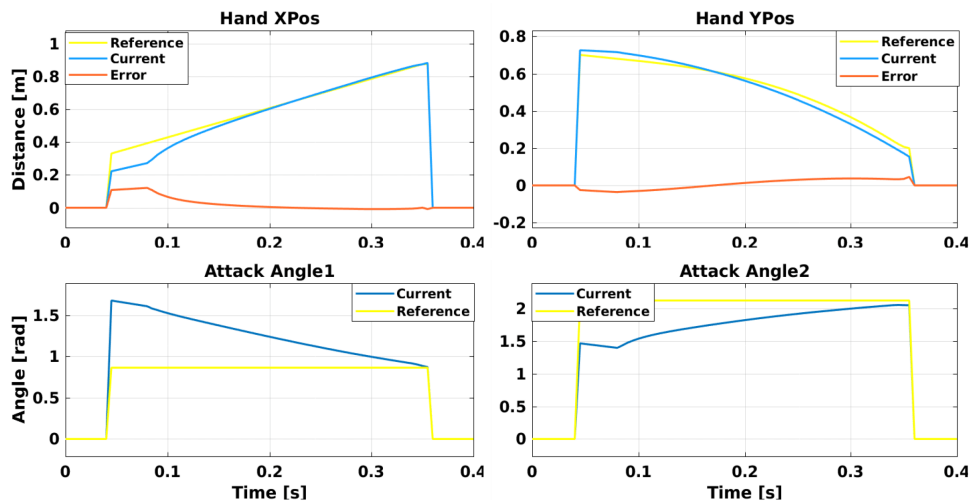 Hand XPos
Distance [m]
1
0.8
0.6
0.4
0.2
0
Reference
Current
Error
0
0.1
0.2
0.3
0.4
Hand YPos
0.8
0.6
0.4
0.2
0
-0.2
Reference
Current
Error
0
0.1
0.2
0.3
0.4
Attack Angle1
Angle [rad]
1.5
1
0.5
0
Current
Reference
0
0.1
0.2
0.3
0.4
Time [s]
Attack Angle2
2
1.5
1
0.5
0
Current
Reference
0
0.1
0.2
0.3
0.4
Time [s]